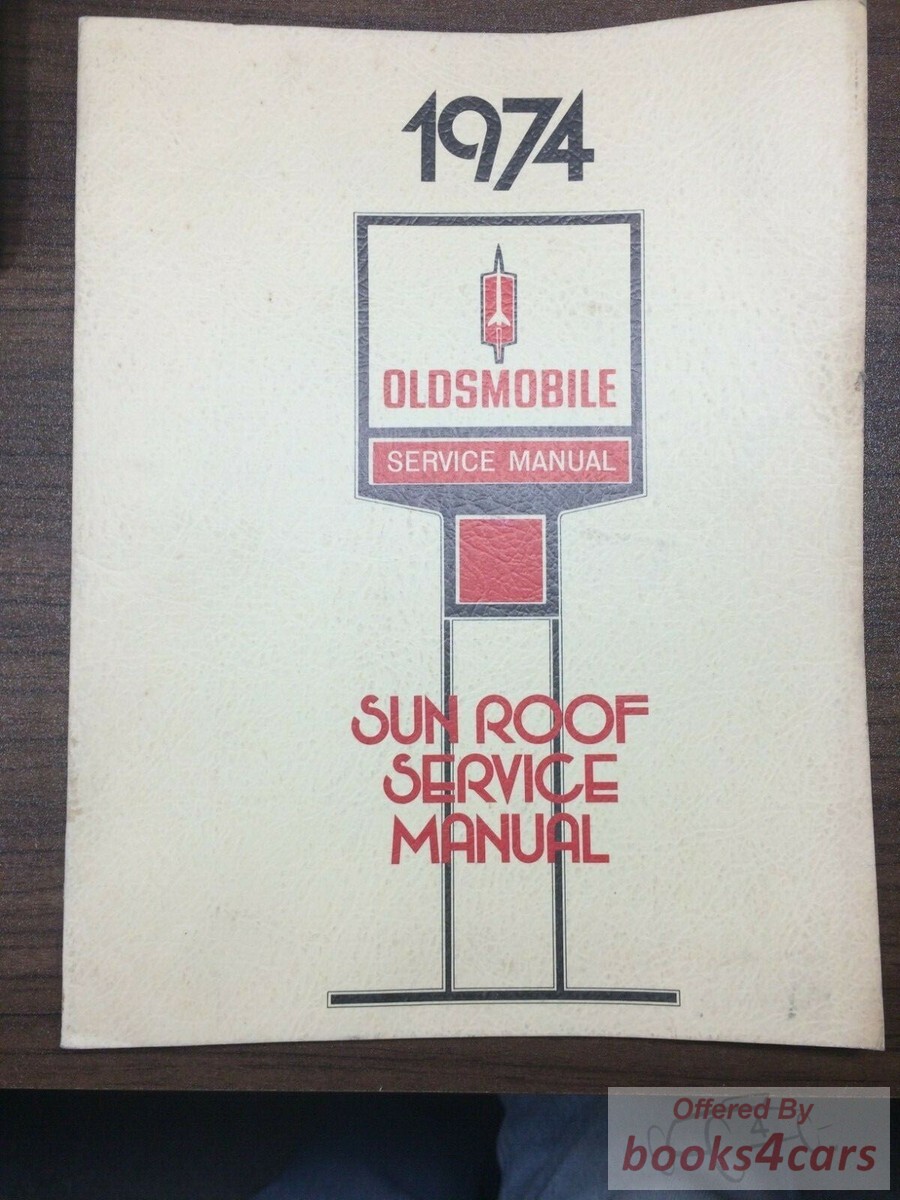 1974
OLDSMOBILE
SERVICE MANUAL
SUN ROOF
SERVICE
MANUAL
Offered By
books4cars